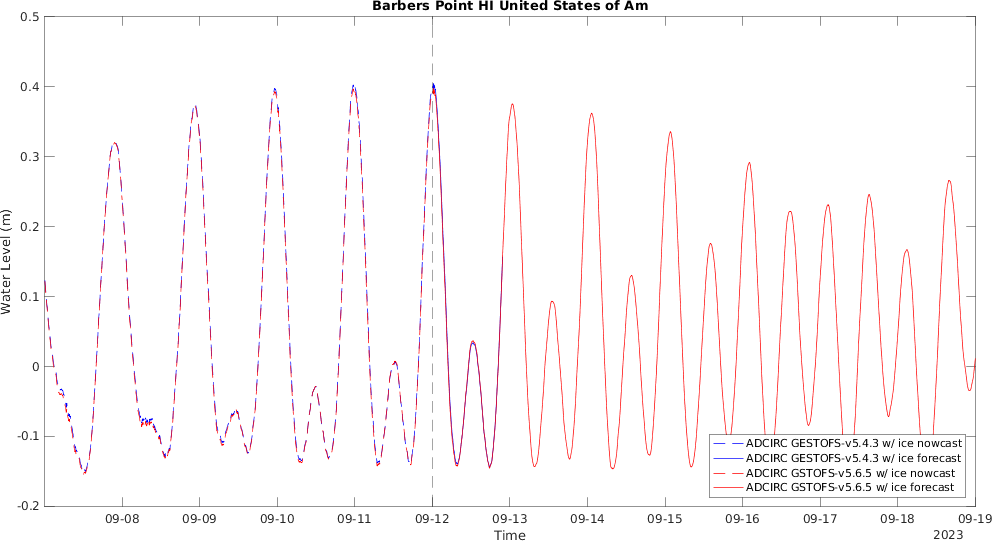 Barbers Point HI United States of Am
0.5
0.4
0.3
0.2
0.1
0
-0.1
-0.2
Water Level (m)
ADCIRC GESTOFS-v5.4.3 w/ ice nowcast
ADCIRC GESTOFS-v5.4.3 w/ ice forecast
ADCIRC GSTOFS-v5.6.5 w/ ice nowcast
ADCIRC GSTOFS-v5.6.5 w/ ice forecast
09-08 09-09 09-10 09-11 09-12 09-13 09-14 09-15 09-16 09-17 09-18 09-19
Time
2023